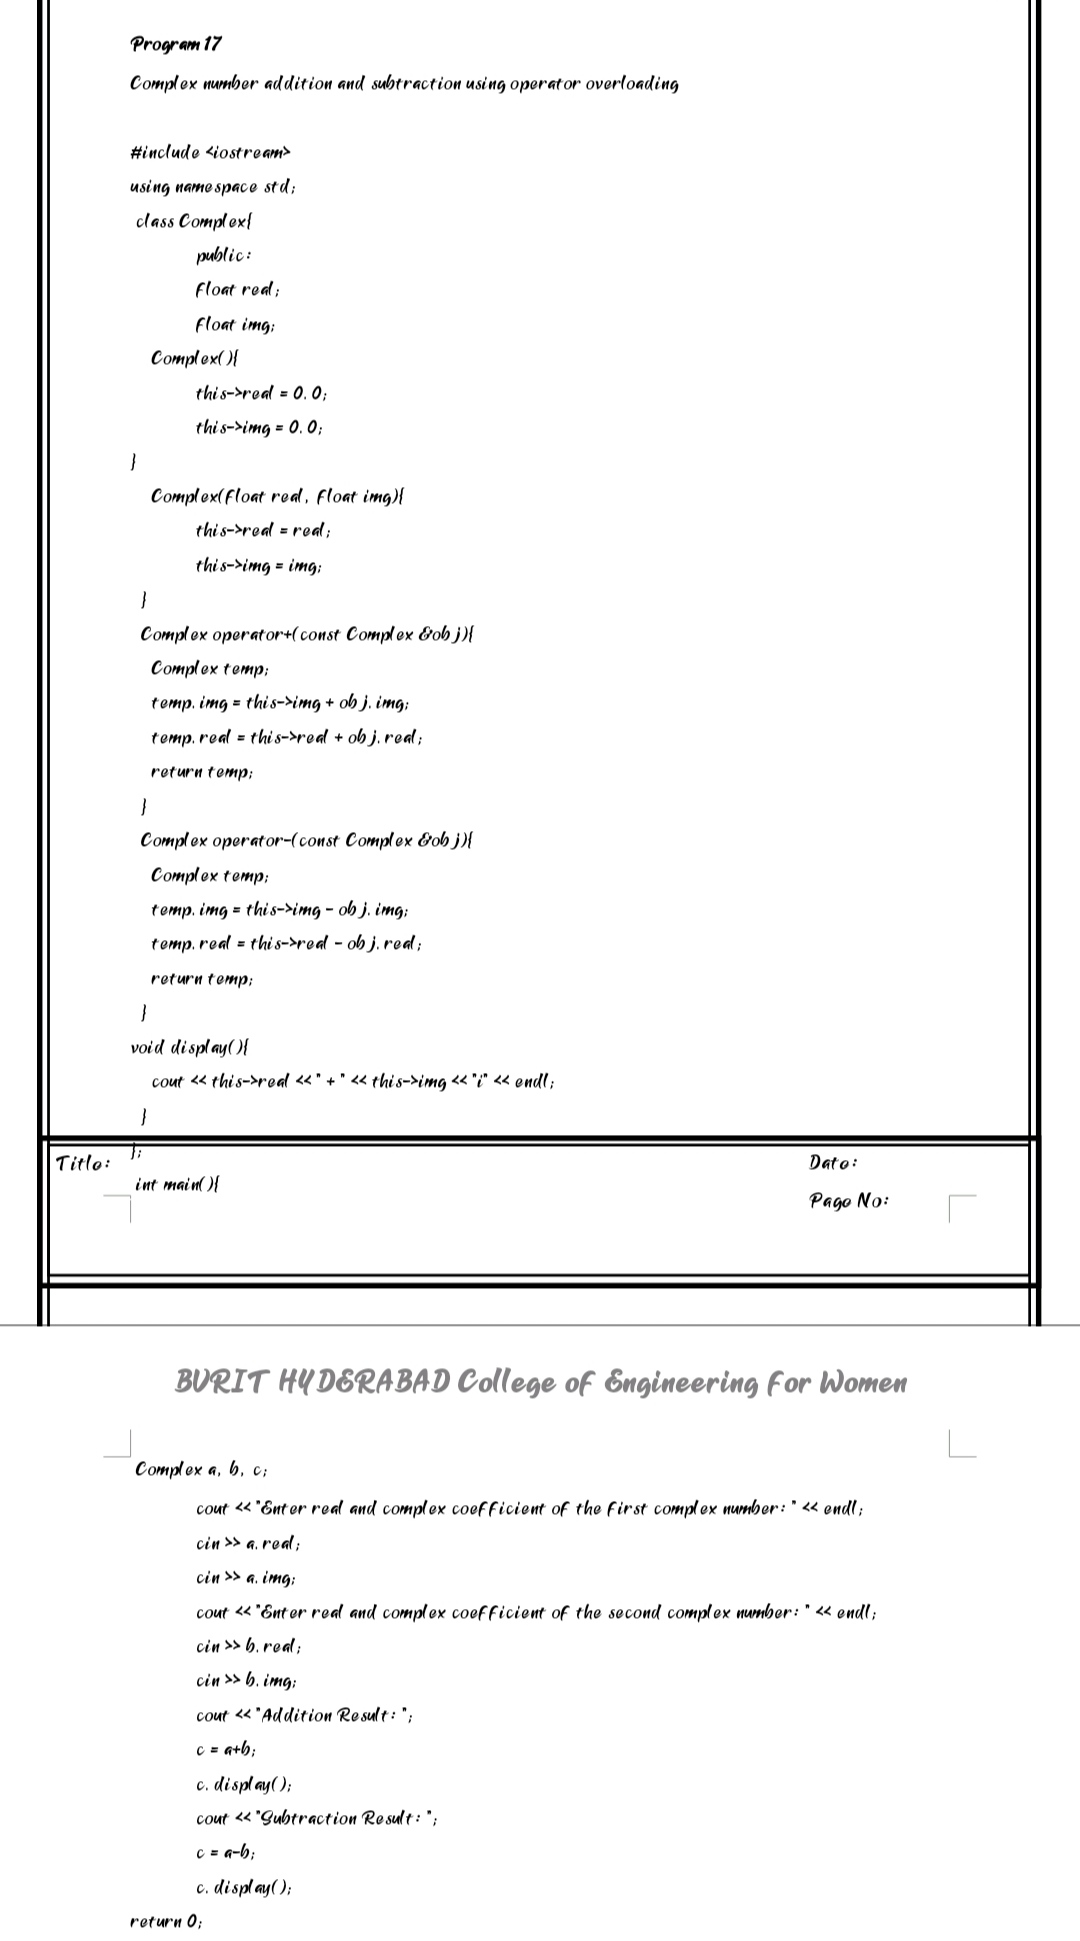 Program 17
Complex number addition and subtraction using operator overloading
#include <iostream>
using namespace std;
class Complex{
public:
float real;
float img;
Complex(){
this->real = 0.0;
this->img = 0.0;
}
Complex(float real, float img){
this->real = real;
this->img = img;
}
Complex operator+(const Complex &obj){
Complex temp;
temp.img = this->img + obj.img;
temp.real = this->real + obj.real;
return temp;
}
Complex operator-(const Complex &obj){
Complex temp;
temp.img = this->img - obj.img;
temp.real = this->real - obj.real;
return temp;
}
void display(){
cout << this->real << " + " << this->img << "i" << endl;
}
};
Title:
Date:
int main(){
Page No:
BVRIT HYDERABAD College of Engineering For Women
Complex a, b, c;
cout << "Enter real and complex coefficient of the first complex number: " << endl;
cin >> a.real;
cin >> a.img;
cout << "Enter real and complex coefficient of the second complex number: " << endl;
cin >> b.real;
cin >> b.img;
cout << "Addition Result: ";
c = a+b;
c.display();
cout << "Subtraction Result: ";
c = a-b;
c.display();
return 0;